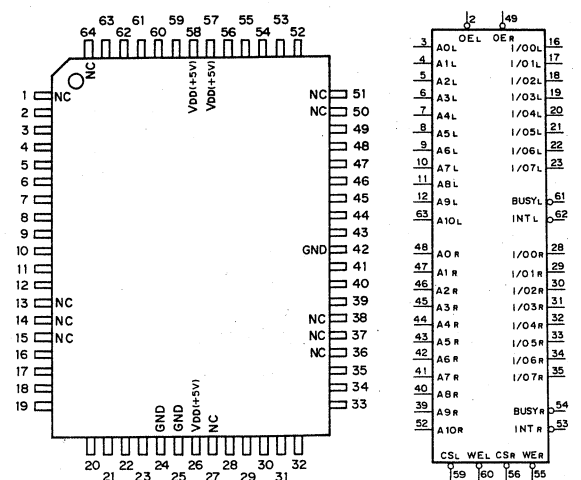 63 61 59 57 55 53
64 62 60 58 56 54 52
NC
VDD(+5V)
VDD(+5V)
1 NC
2
3
4
5
6
7
8
9
10
11
12
13 NC
14 NC
15 NC
16
17
18
19
NC 51
NC 50
49
48
47
46
45
44
43
GND 42
41
40
39
NC 38
NC 37
NC 36
35
34
33
GND
GND
VDD(+5V)
NC
20 22 24 26 28 30 32
21 23 25 27 29 31
2 49
OEL OER
3 A0L I/O0L 16
4 A1L I/O1L 17
5 A2L I/O2L 18
6 A3L I/O3L 19
7 A4L I/O4L 20
8 A5L I/O5L 21
9 A6L I/O6L 22
10 A7L I/O7L 23
11 A8L
12 A9L BUSYL 61
63 A10L INTL 62
48 A0R I/O0R 28
47 A1R I/O1R 29
46 A2R I/O2R 30
45 A3R I/O3R 31
44 A4R I/O4R 32
43 A5R I/O5R 33
42 A6R I/O6R 34
41 A7R I/O7R 35
40 A8R
39 A9R BUSYR 54
52 A10R INTR 53
CSL WEL CSR WER
59 60 56 55